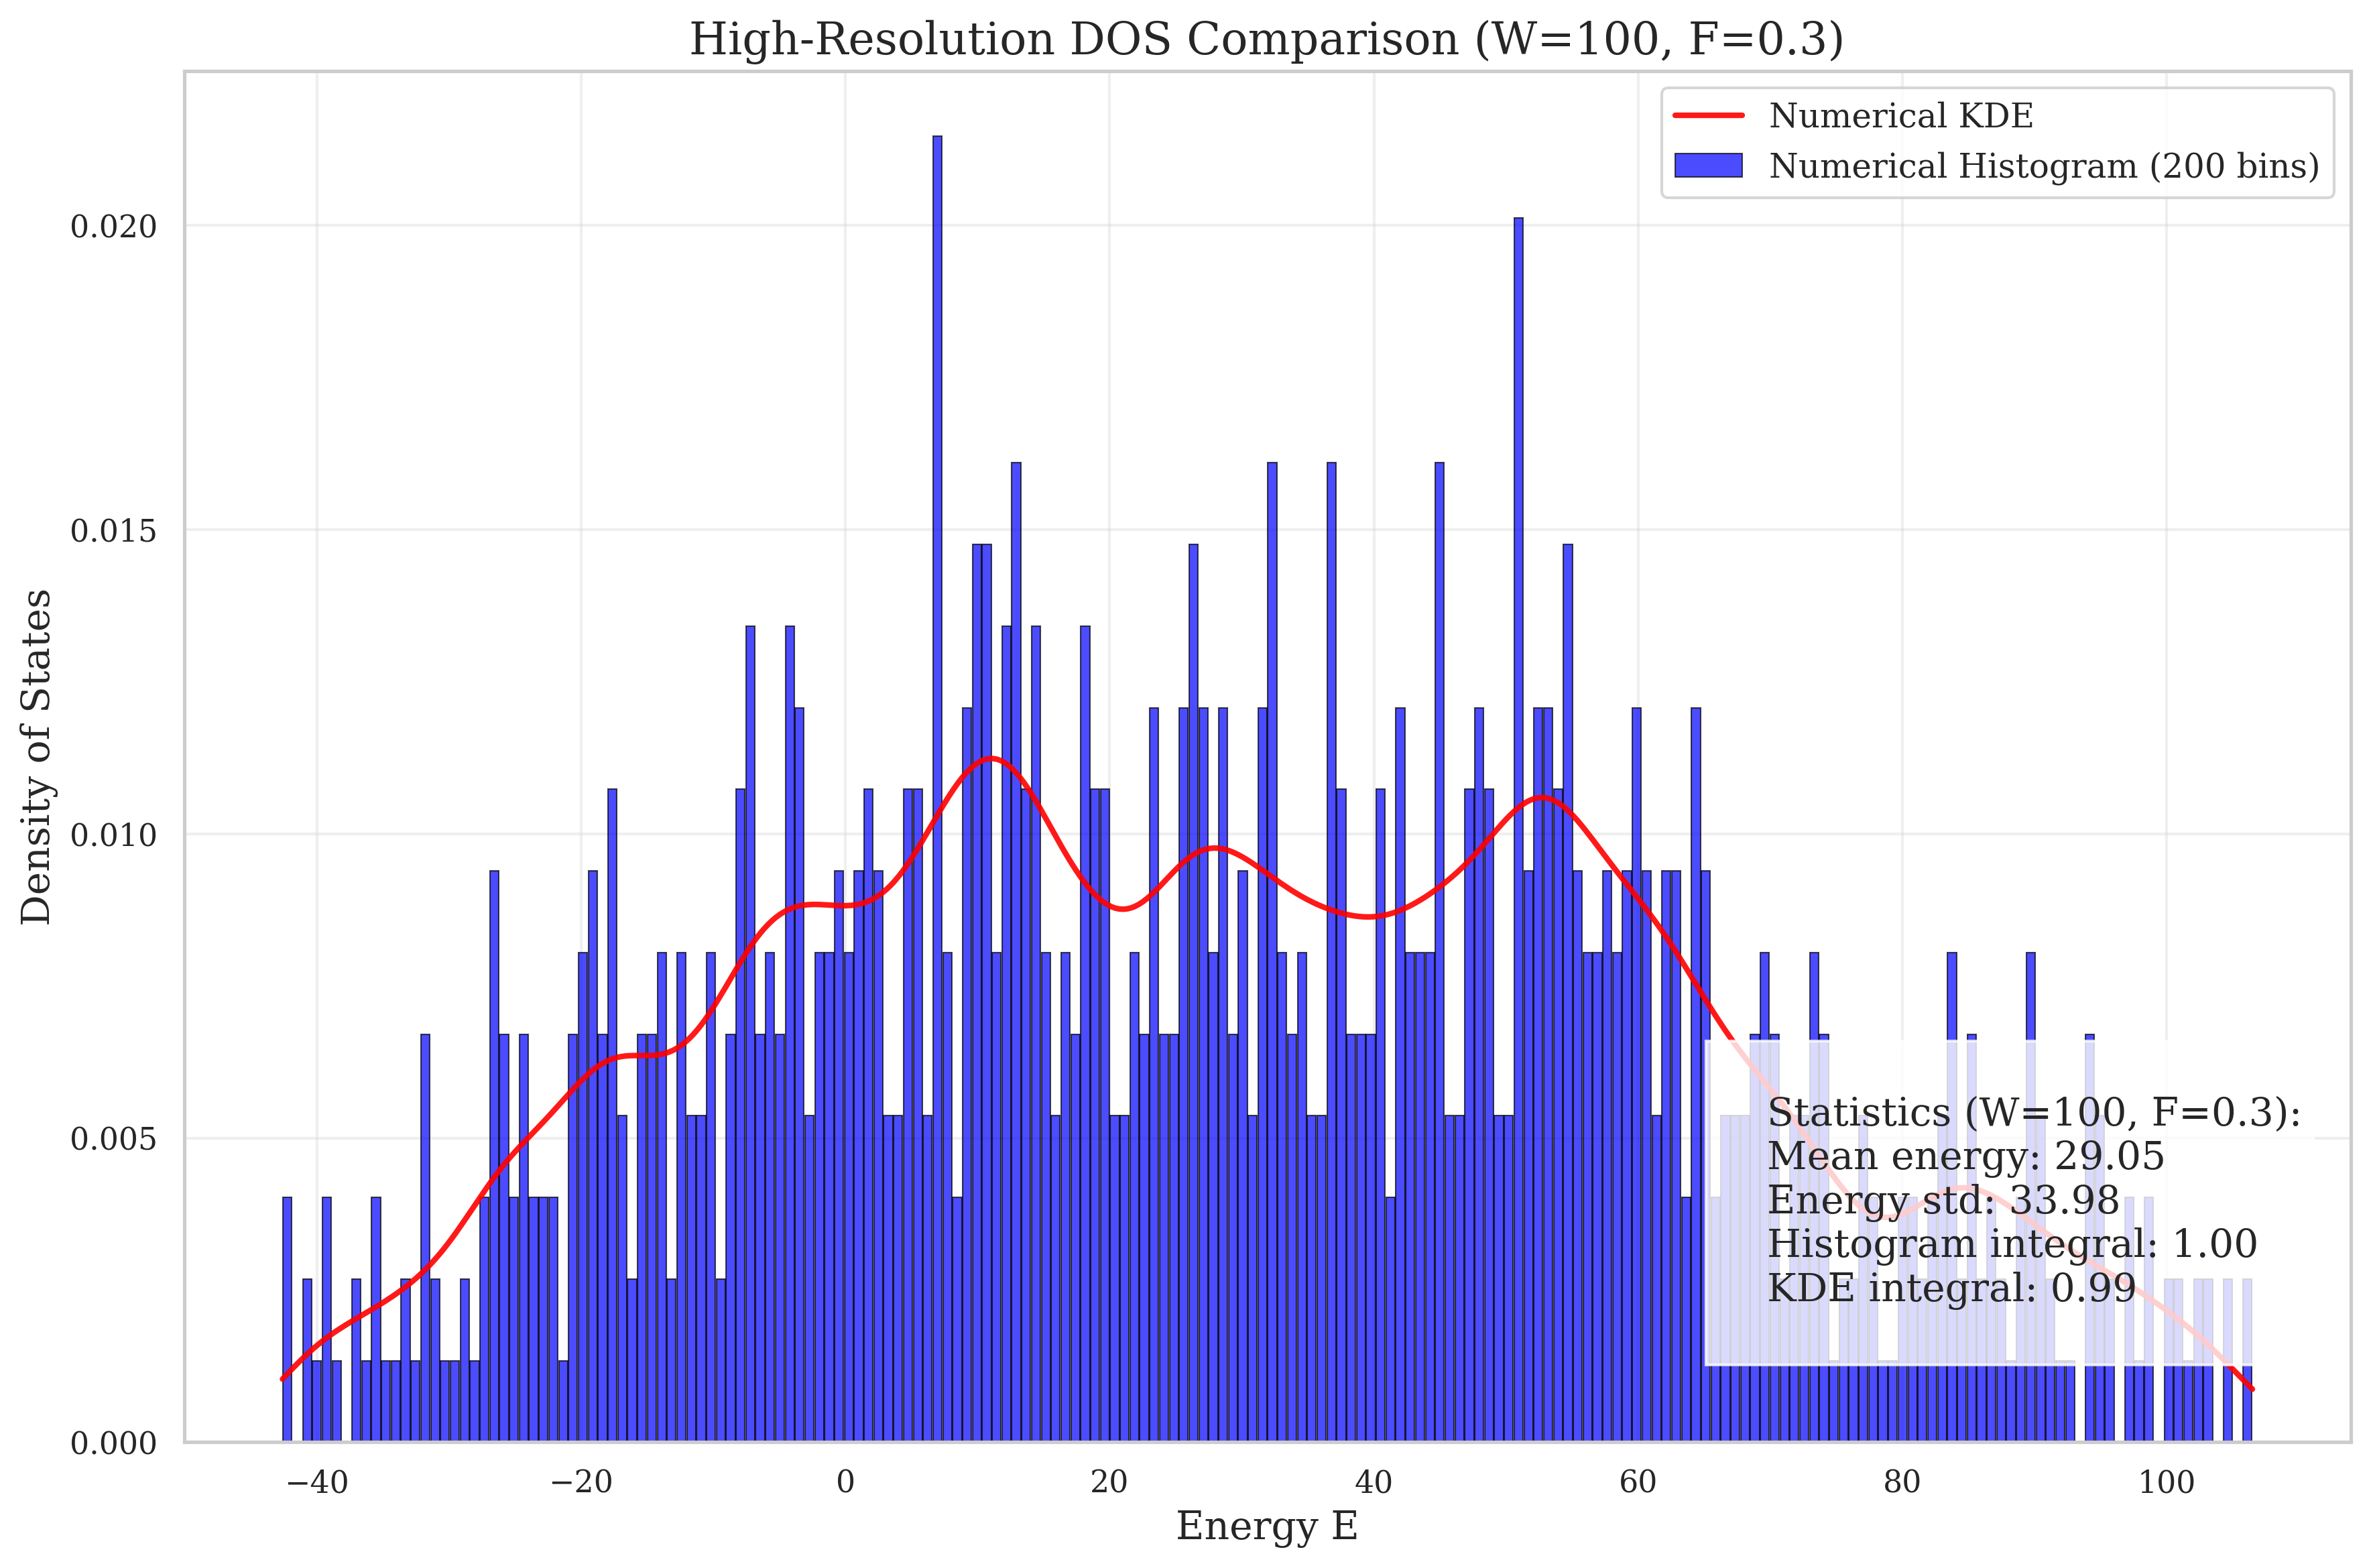 High-Resolution DOS Comparison (W=100, F=0.3)
Numerical KDE
Numerical Histogram (200 bins)
0.020
0.015
0.010
0.005
0.000
Density of States
Statistics (W=100, F=0.3):
Mean energy: 29.05
Energy std: 33.98
Histogram integral: 1.00
KDE integral: 0.99
−40
−20
0
20
40
60
80
100
Energy E